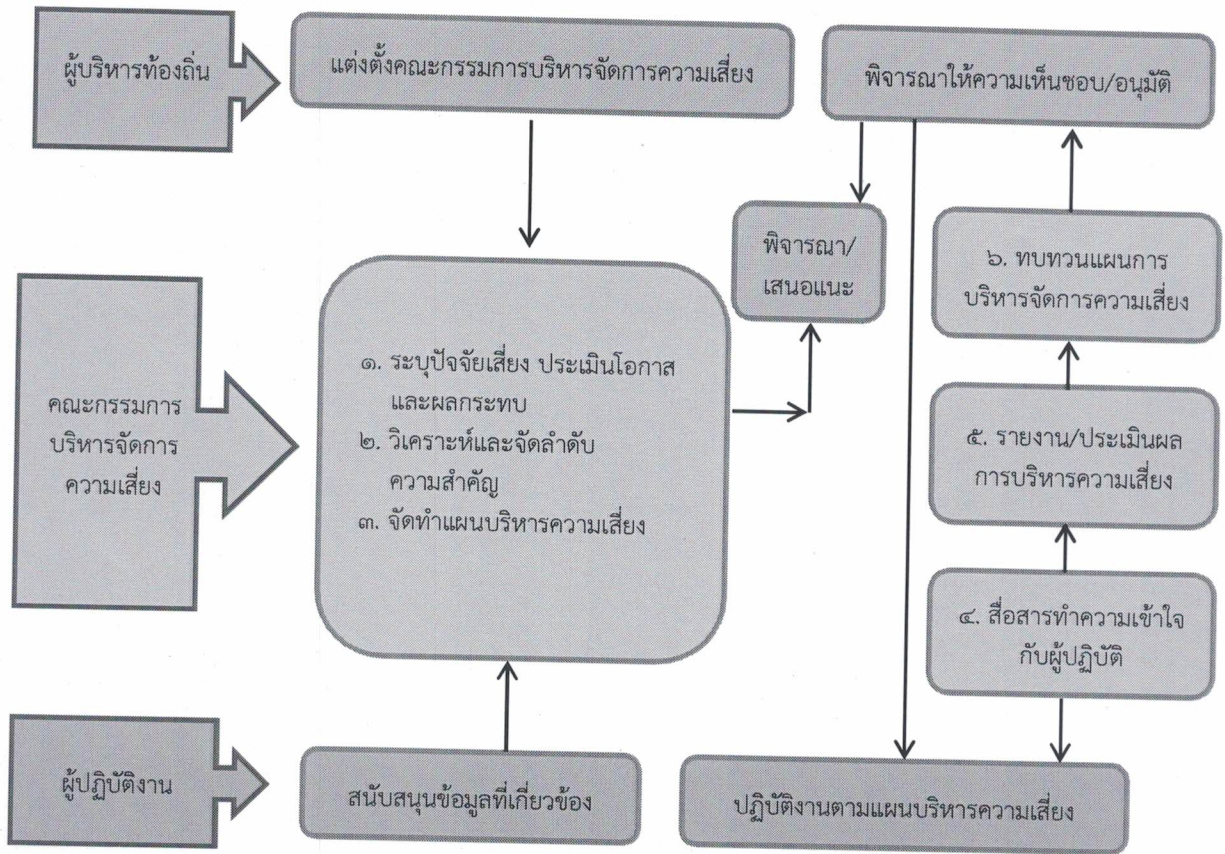 ผู้บริหารท้องถิ่น
แต่งตั้งคณะกรรมการบริหารจัดการความเสี่ยง
พิจารณาให้ความเห็นชอบ/อนุมัติ
พิจารณา/
เสนอแนะ
๖. ทบทวนแผนการ
บริหารจัดการความเสี่ยง
คณะกรรมการ
บริหารจัดการ
ความเสี่ยง
๑. ระบุปัจจัยเสี่ยง ประเมินโอกาส
และผลกระทบ
๒. วิเคราะห์และจัดลำดับ
ความสำคัญ
๓. จัดทำแผนบริหารความเสี่ยง
๕. รายงาน/ประเมินผล
การบริหารความเสี่ยง
๔. สื่อสารทำความเข้าใจ
กับผู้ปฏิบัติ
ผู้ปฏิบัติงาน
สนับสนุนข้อมูลที่เกี่ยวข้อง
ปฏิบัติงานตามแผนบริหารความเสี่ยง